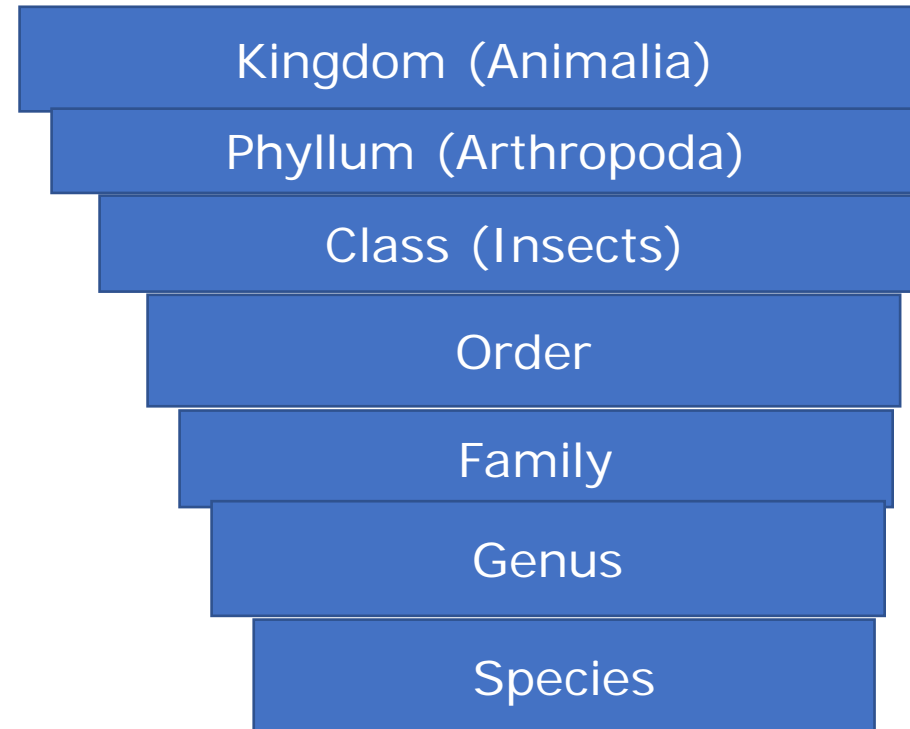 Kingdom (Animalia)
Phyllum (Arthropoda)
Class (Insects)
Order
Family
Genus
Species